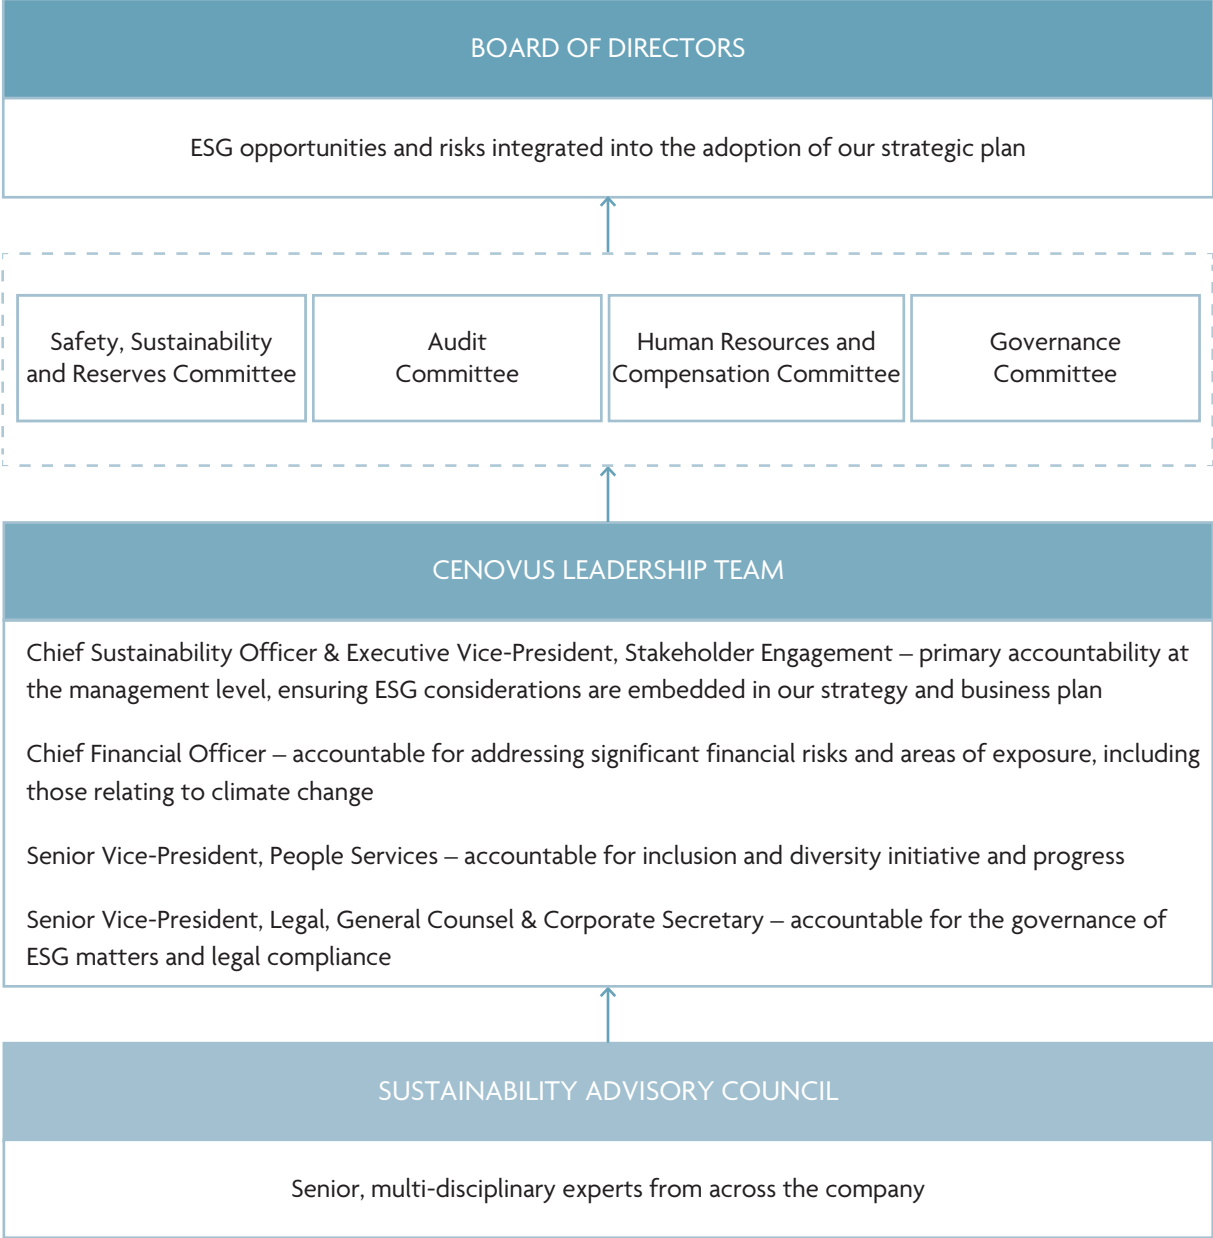 BOARD OF DIRECTORS
ESG opportunities and risks integrated into the adoption of our strategic plan
Safety, Sustainability
and Reserves Committee
Audit
Committee
Human Resources and
Compensation Committee
Governance
Committee
CENOVUS LEADERSHIP TEAM
Chief Sustainability Officer & Executive Vice-President, Stakeholder Engagement – primary accountability at
the management level, ensuring ESG considerations are embedded in our strategy and business plan
Chief Financial Officer – accountable for addressing significant financial risks and areas of exposure, including
those relating to climate change
Senior Vice-President, People Services – accountable for inclusion and diversity initiative and progress
Senior Vice-President, Legal, General Counsel & Corporate Secretary – accountable for the governance of
ESG matters and legal compliance
SUSTAINABILITY ADVISORY COUNCIL
Senior, multi-disciplinary experts from across the company